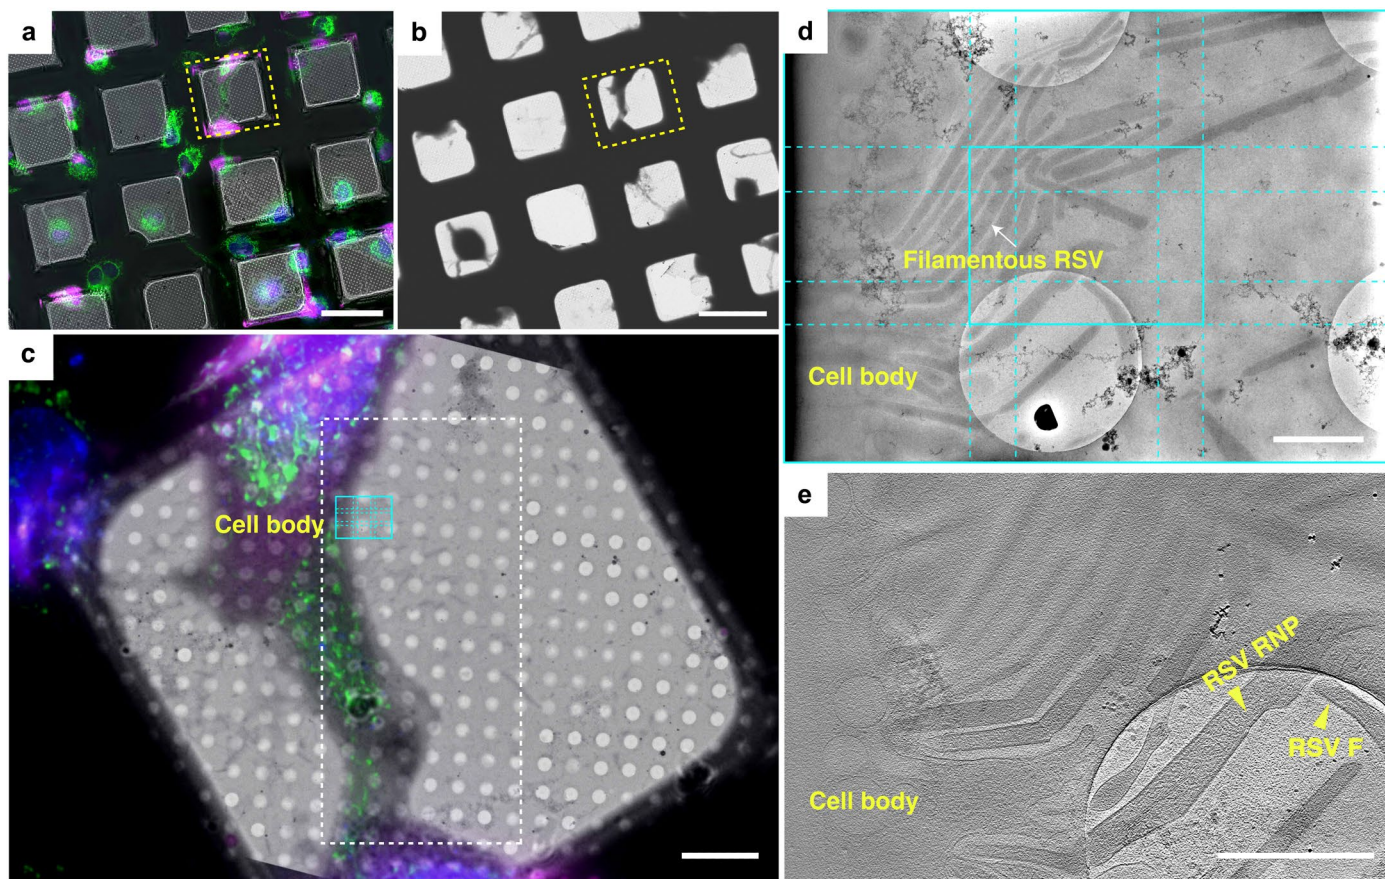 a
b
c
Cell body
d
Filamentous RSV
Cell body
e
RSV RNP
RSV F
Cell body